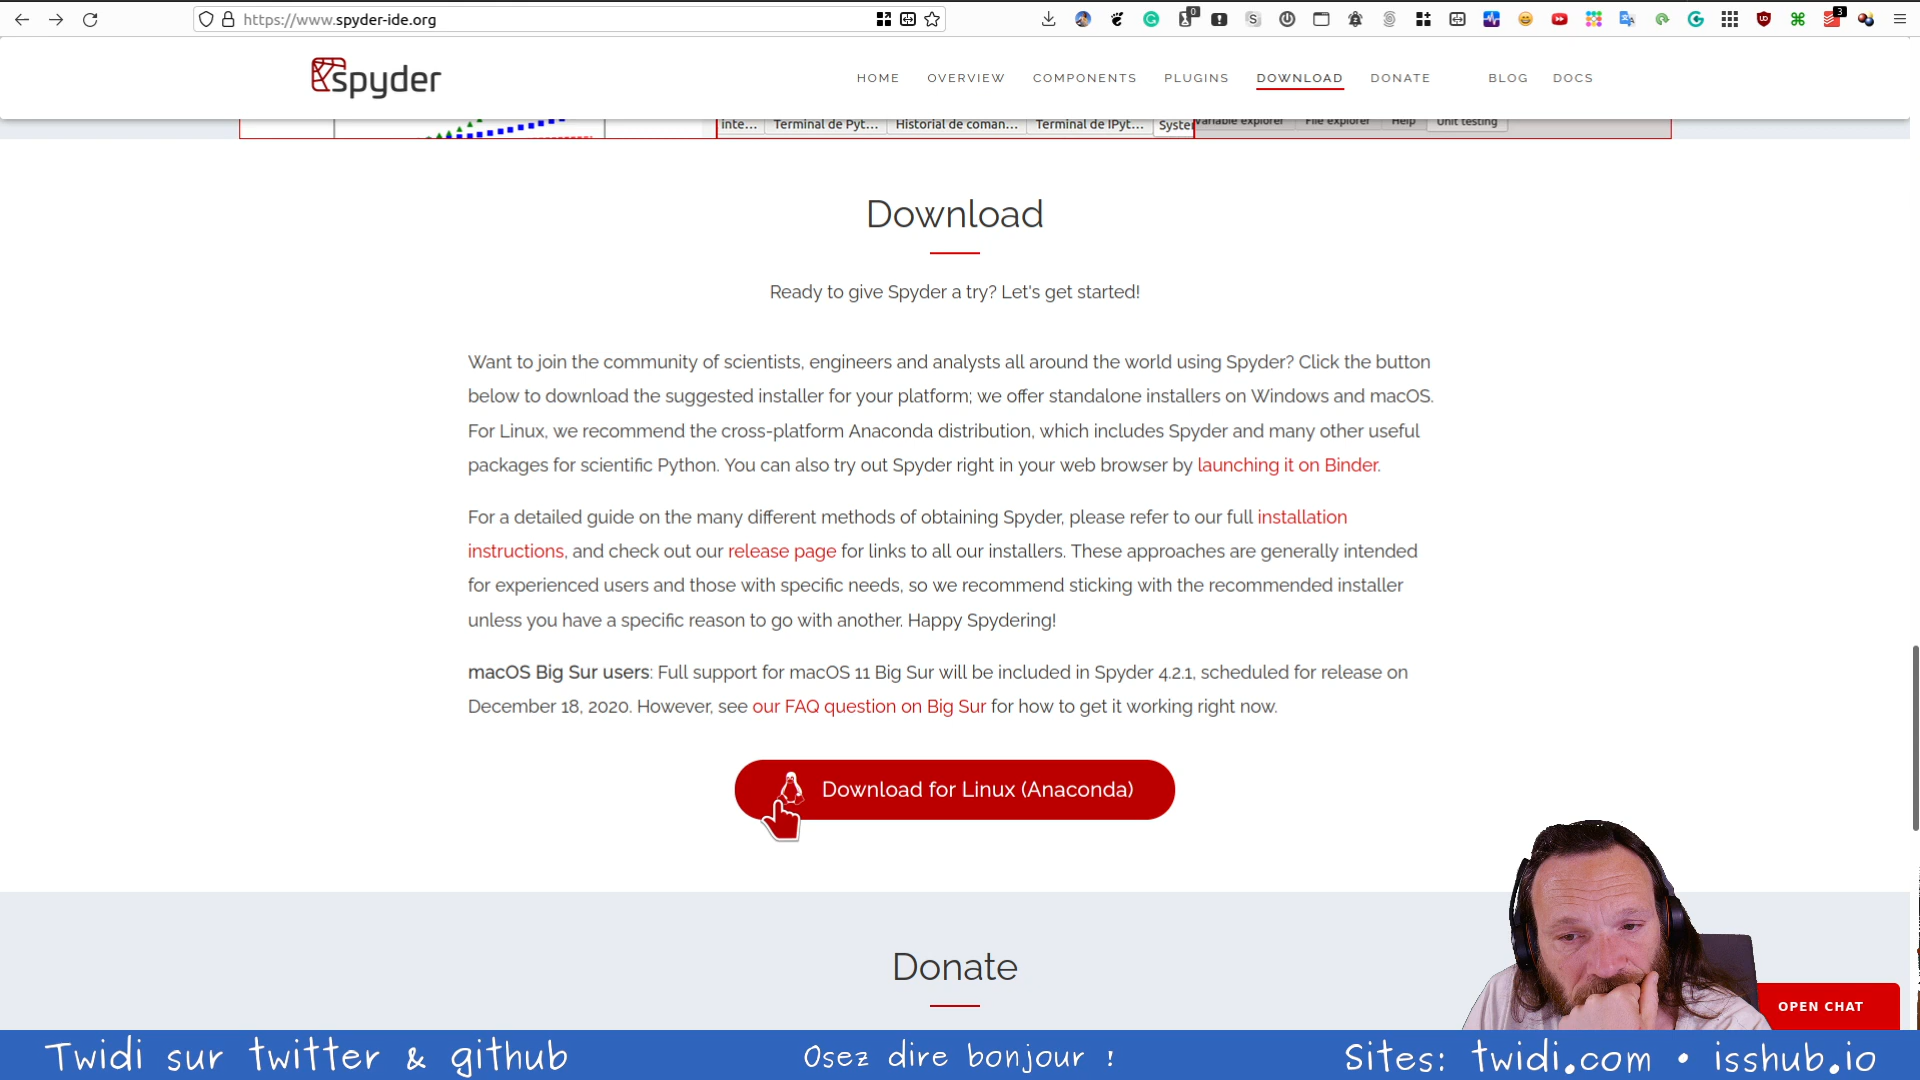 https://www.spyder-ide.org
0
3
spyder
HOME OVERVIEW COMPONENTS PLUGINS DOWNLOAD DONATE BLOG DOCS
inte... Terminal de Pyt... Historial de coman... Terminal de IPyt... Syste Variable explorer File explorer Help Unit testing
Download
Ready to give Spyder a try? Let's get started!
Want to join the community of scientists, engineers and analysts all around the world using Spyder? Click the button
below to download the suggested installer for your platform; we offer standalone installers on Windows and macOS.
For Linux, we recommend the cross-platform Anaconda distribution, which includes Spyder and many other useful
packages for scientific Python. You can also try out Spyder right in your web browser by launching it on Binder.
For a detailed guide on the many different methods of obtaining Spyder, please refer to our full installation
instructions, and check out our release page for links to all our installers. These approaches are generally intended
for experienced users and those with specific needs, so we recommend sticking with the recommended installer
unless you have a specific reason to go with another. Happy Spydering!
macOS Big Sur users: Full support for macOS 11 Big Sur will be included in Spyder 4.2.1, scheduled for release on
December 18, 2020. However, see our FAQ question on Big Sur for how to get it working right now.
Download for Linux (Anaconda)
Donate
OPEN CHAT
Twidi sur twitter & github Osez dire bonjour ! Sites: twidi.com • isshub.io